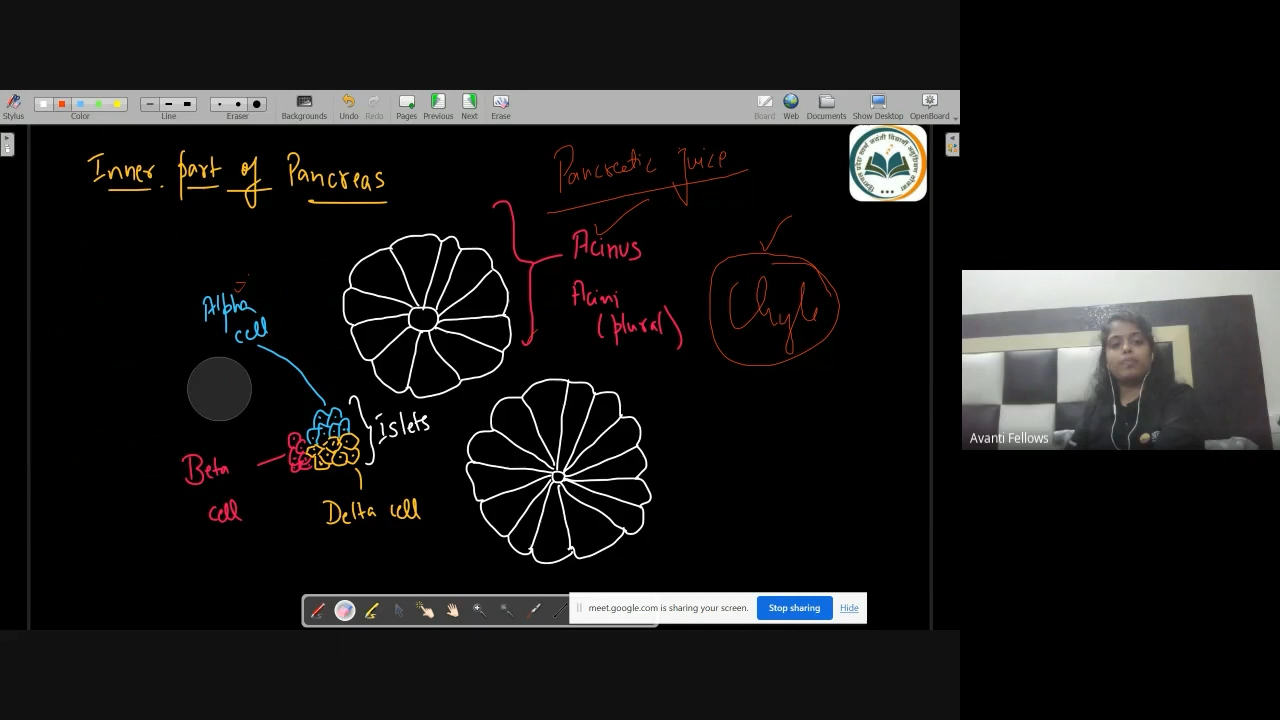 Stylus
Color
Line
Eraser
Backgrounds
Undo
Redo
Pages
Previous
Next
Erase
Board
Web
Documents
Show Desktop
OpenBoard
Inner part of Pancreas
Pancreatic Juice
Acinus
Acini
(plural)
Chyle
Alpha
cell
Islets
Beta
cell
Delta cell
Avanti Fellows
meet.google.com is sharing your screen.
Stop sharing
Hide